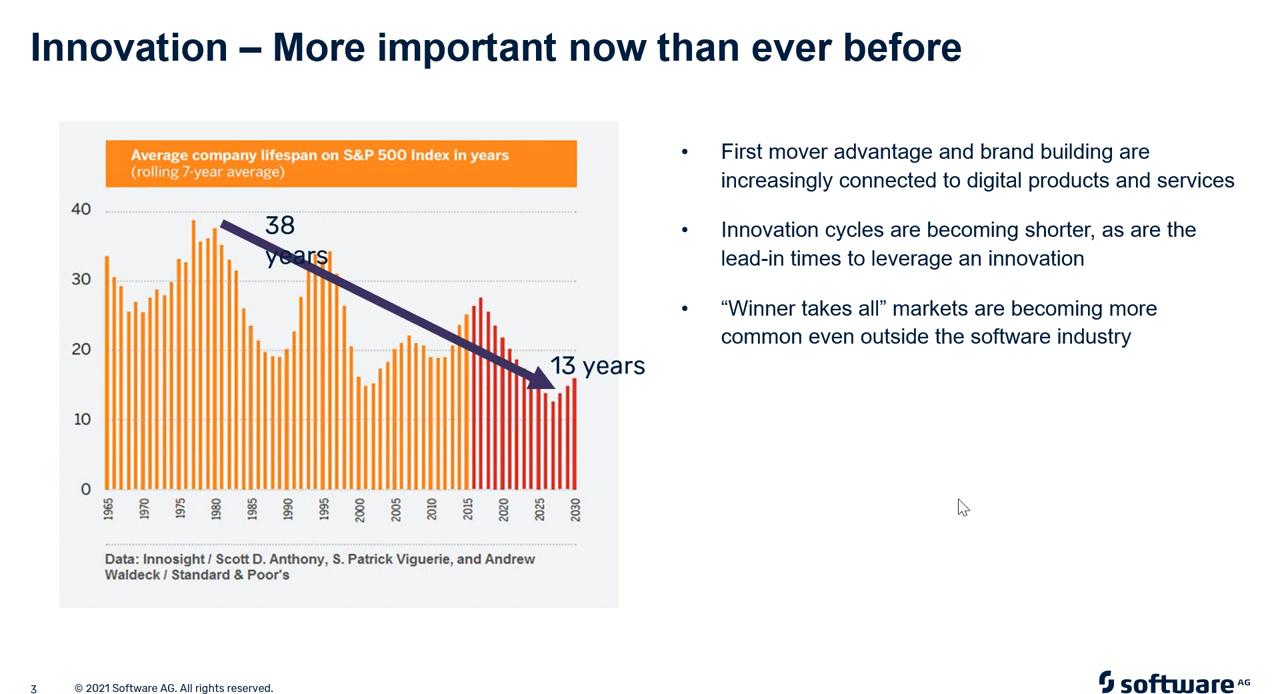 Innovation – More important now than ever before
Average company lifespan on S&P 500 Index in years
(rolling 7-year average)
40
30
20
10
0
38
years
13 years
1965
1970
1975
1980
1985
1990
1995
2000
2005
2010
2015
2020
2025
2030
Data: Innosight / Scott D. Anthony, S. Patrick Viguerie, and Andrew
Waldeck / Standard & Poor's
• First mover advantage and brand building are
increasingly connected to digital products and services
• Innovation cycles are becoming shorter, as are the
lead-in times to leverage an innovation
• “Winner takes all” markets are becoming more
common even outside the software industry
3
© 2021 Software AG. All rights reserved.
software AG